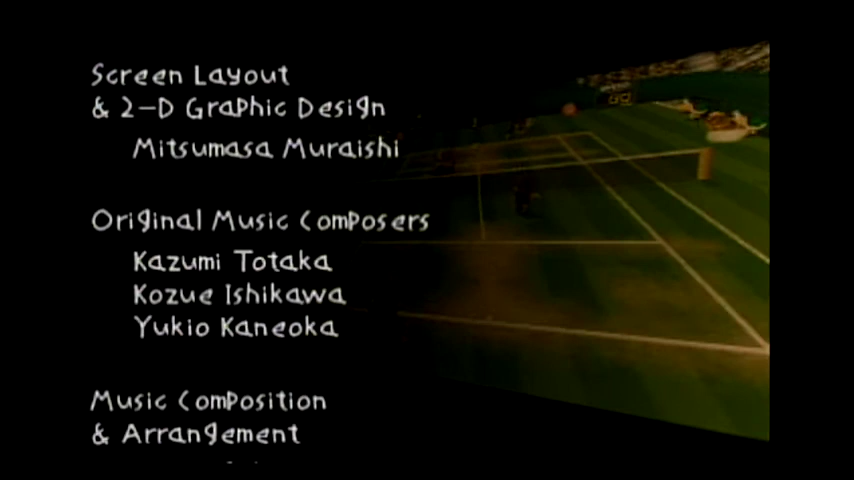 Screen Layout
& 2-D Graphic Design
Mitsumasa Muraishi
Original Music Composers
Kazumi Totaka
Kozue Ishikawa
Yukio Kaneoka
Music Composition
& Arrangement